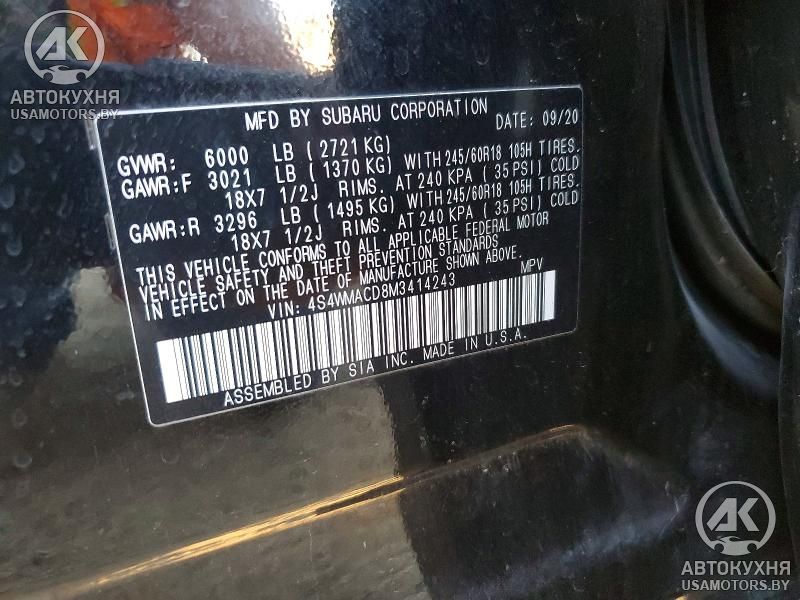 AK
АВТОКУХНЯ
USAMOTORS.BY
MFD BY SUBARU CORPORATION DATE: 09/20
GVWR: 6000 LB ( 2721 KG)
GAWR:F 3021 LB ( 1370 KG) WITH 245/60R18 105H TIRES.
18X7 1/2J RIMS. AT 240 KPA ( 35 PSI) COLD
GAWR:R 3296 LB ( 1495 KG) WITH 245/60R18 105H TIRES.
18X7 1/2J RIMS. AT 240 KPA ( 35 PSI) COLD
THIS VEHICLE CONFORMS TO ALL APPLICABLE FEDERAL MOTOR
VEHICLE SAFETY AND THEFT PREVENTION STANDARDS
IN EFFECT ON THE DATE OF MANUFACTURE SHOWN ABOVE.
VIN: 4S4WMACD8M3414243 MPV
ASSEMBLED BY SIA INC. MADE IN U.S.A.
AK
АВТОКУХНЯ
USAMOTORS.BY